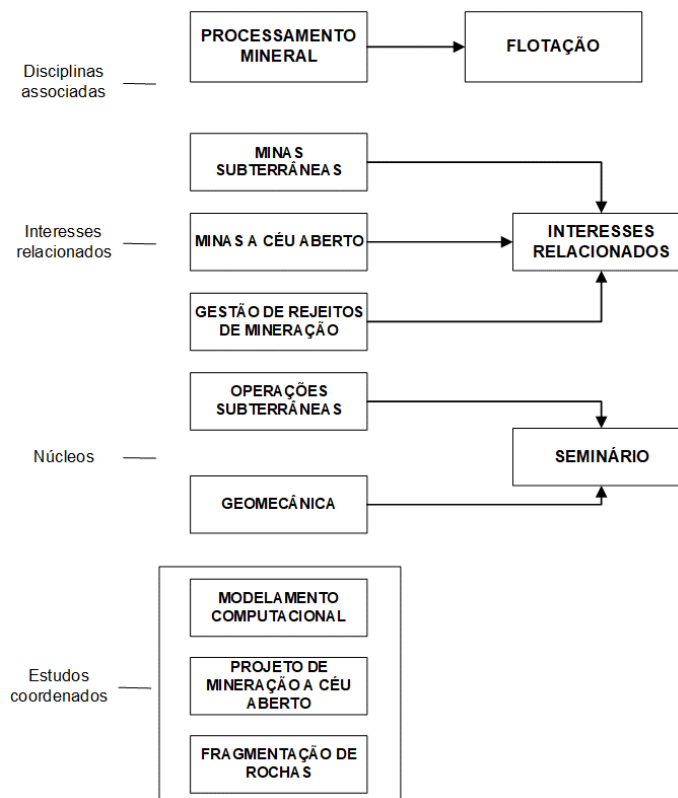 PROCESSAMENTO
MINERAL
FLOTAÇÃO
Disciplinas
associadas
MINAS
SUBTERRÂNEAS
Interesses
relacionados
MINAS A CÉU ABERTO
INTERESSES
RELACIONADOS
GESTÃO DE REJEITOS
DE MINERAÇÃO
OPERAÇÕES
SUBTERRÂNEAS
Núcleos
SEMINÁRIO
GEOMECÂNICA
MODELAMENTO
COMPUTACIONAL
Estudos
coordenados
PROJETO DE
MINERAÇÃO A CÉU
ABERTO
FRAGMENTAÇÃO DE
ROCHAS